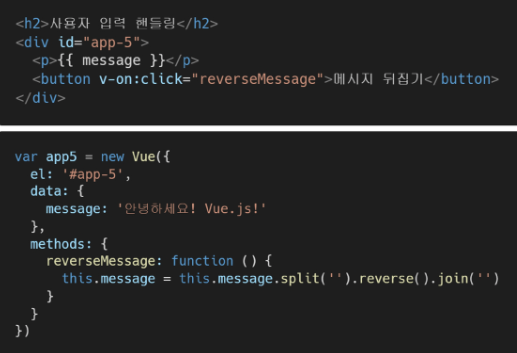 <h2>사용자 입력 핸들링</h2>
<div id="app-5">
  <p>{{ message }}</p>
  <button v-on:click="reverseMessage">메시지 뒤집기</button>
</div>
var app5 = new Vue({
  el: '#app-5',
  data: {
    message: '안녕하세요! Vue.js!'
  },
  methods: {
    reverseMessage: function () {
      this.message = this.message.split('').reverse().join('')
    }
  }
})